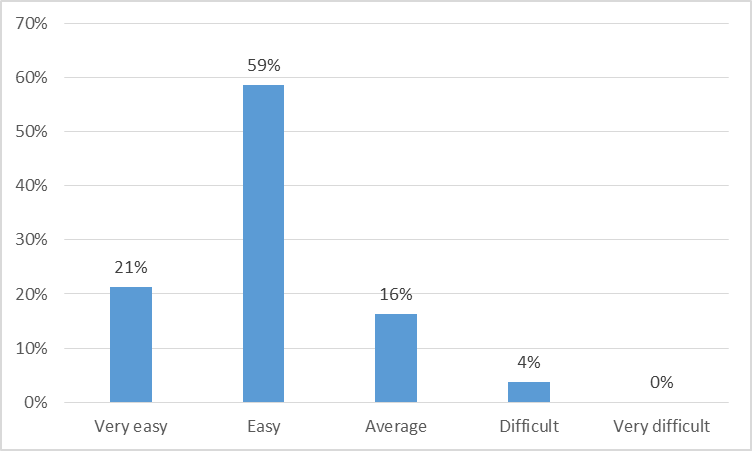 70%
60%
50%
40%
30%
20%
10%
0%
21%
59%
16%
4%
0%
Very easy
Easy
Average
Difficult
Very difficult